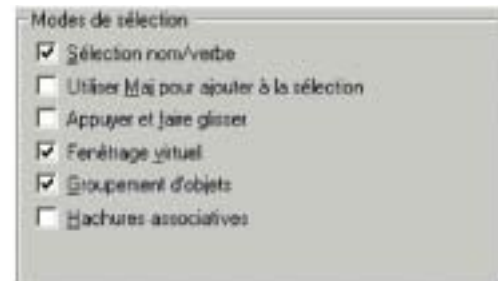 Modes de sélection
Sélection nom/verbe
Utiliser Maj pour ajouter à la sélection
Appuyer et faire glisser
Fenêtrage virtuel
Groupement d'objets
Hachures associatives